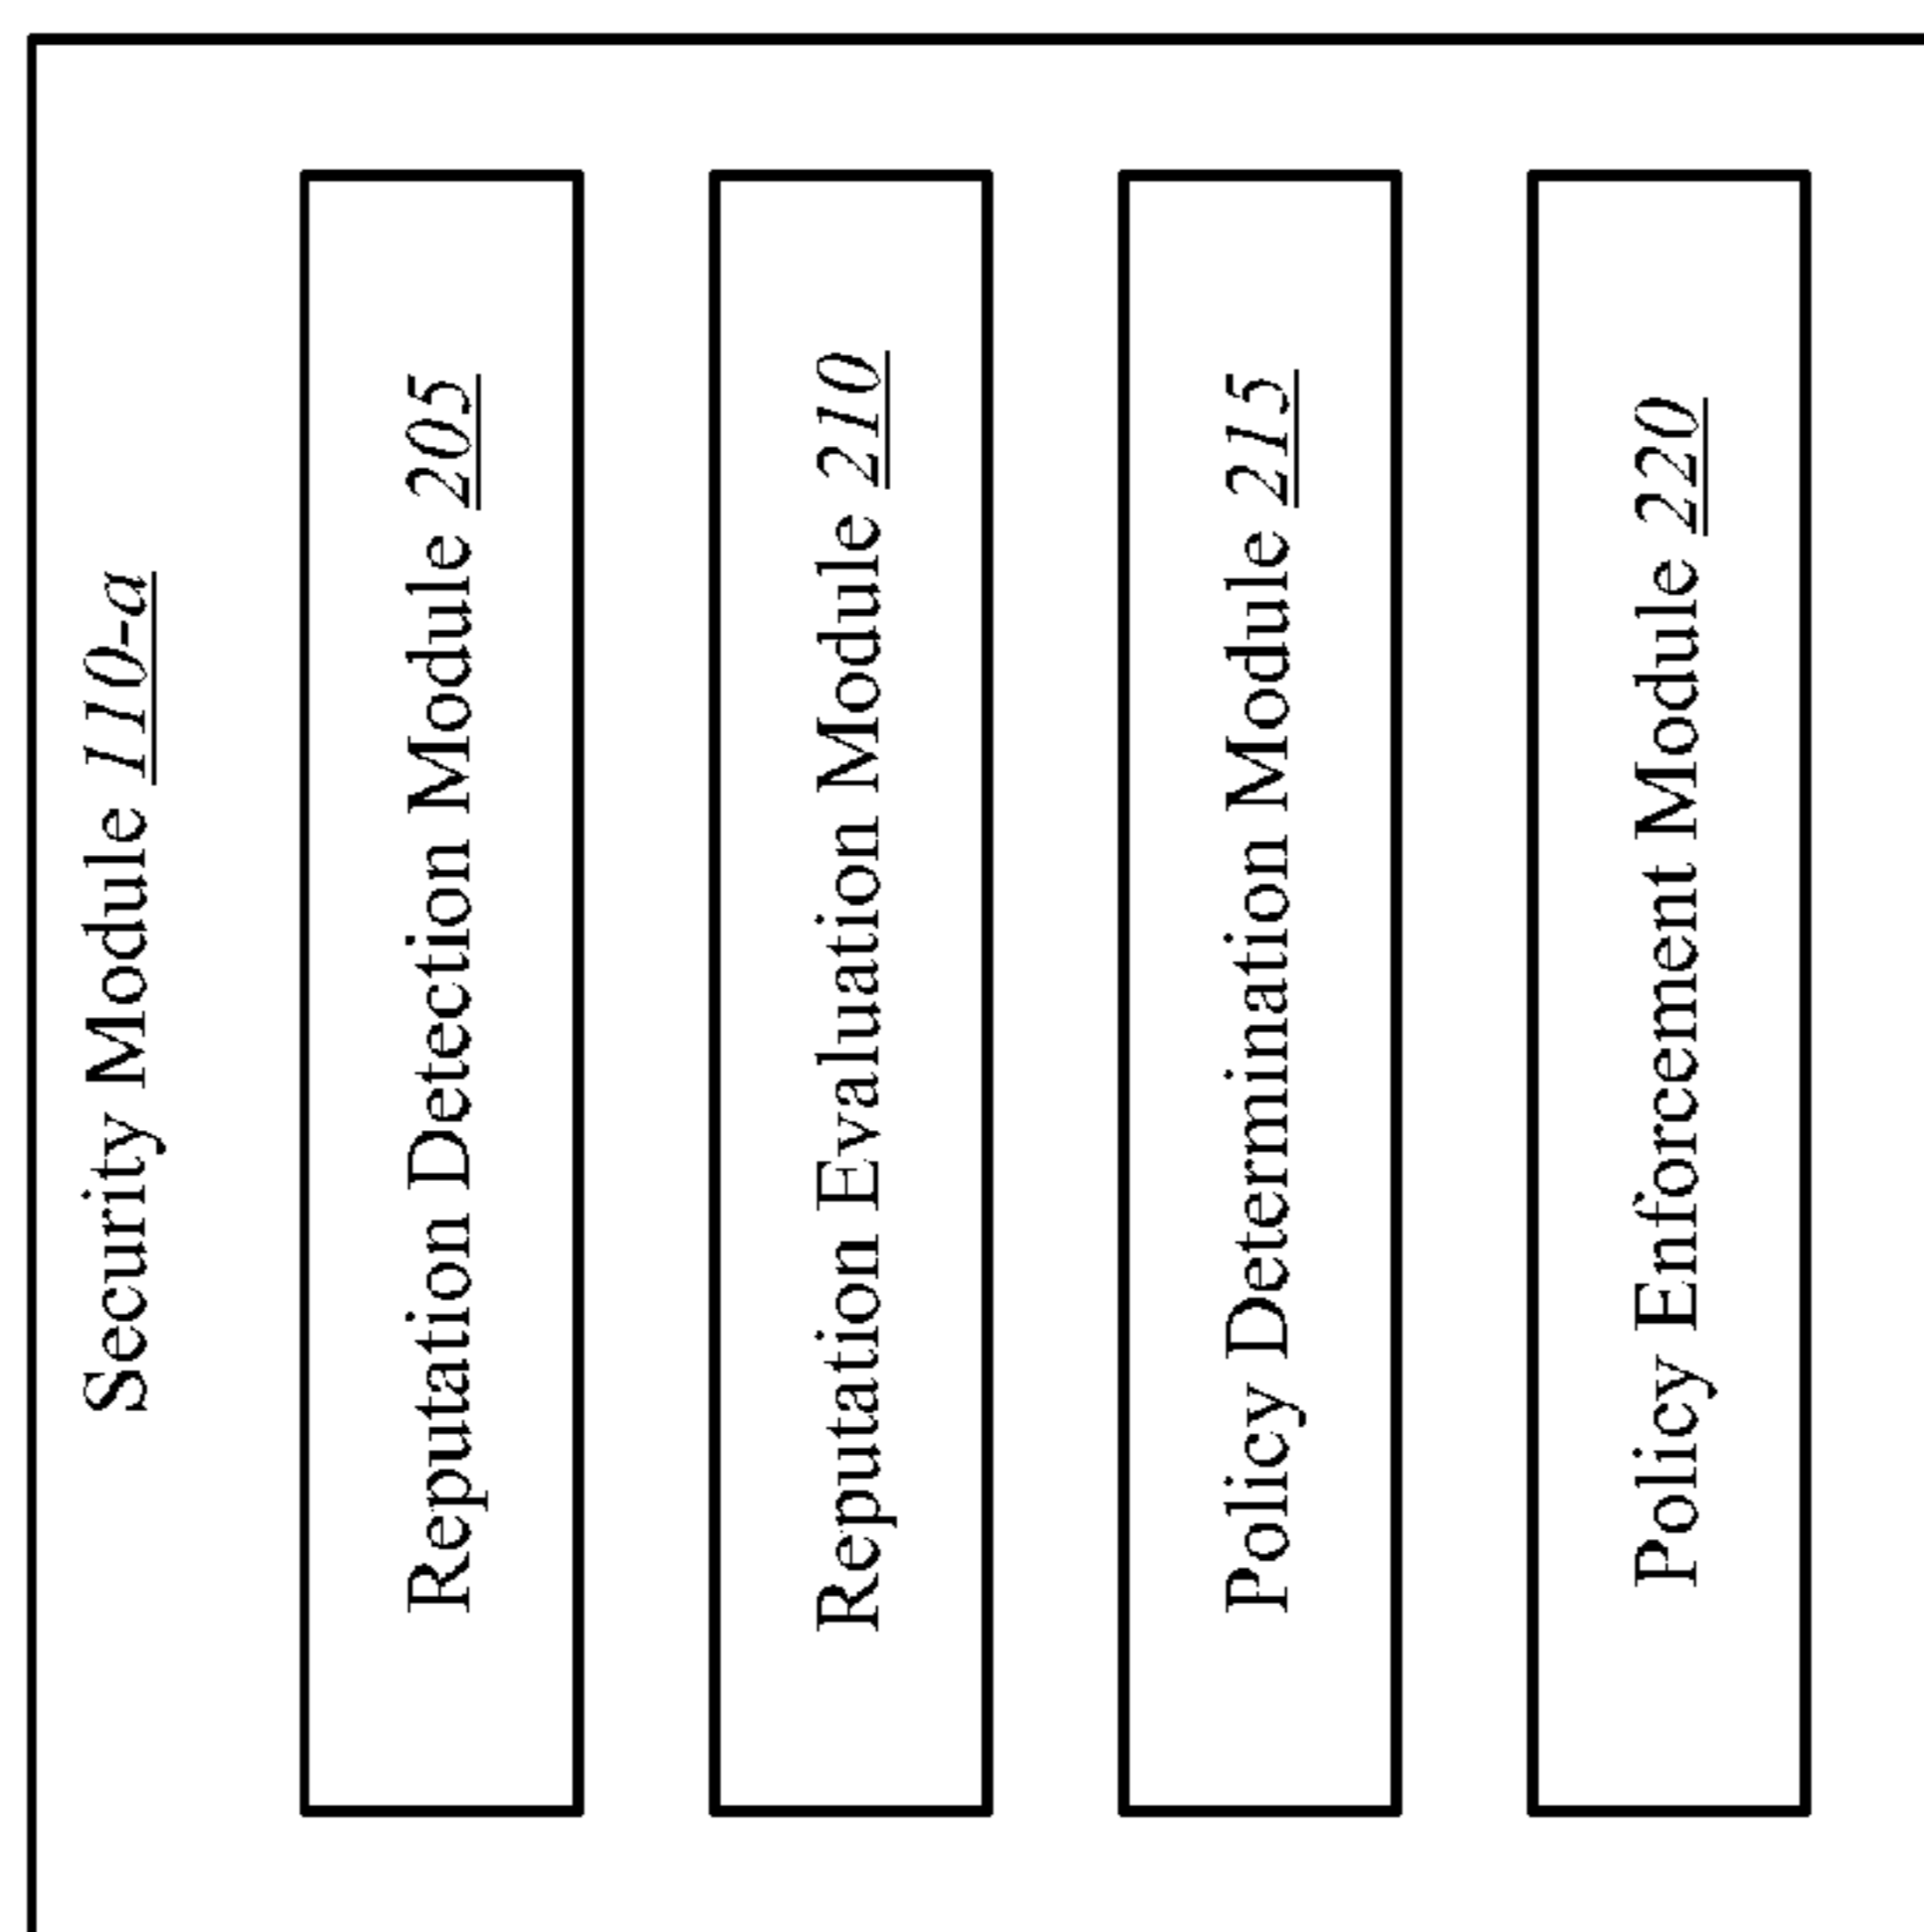 Security Module 110-a
Reputation Detection Module 205
Reputation Evaluation Module 210
Policy Determination Module 215
Policy Enforcement Module 220